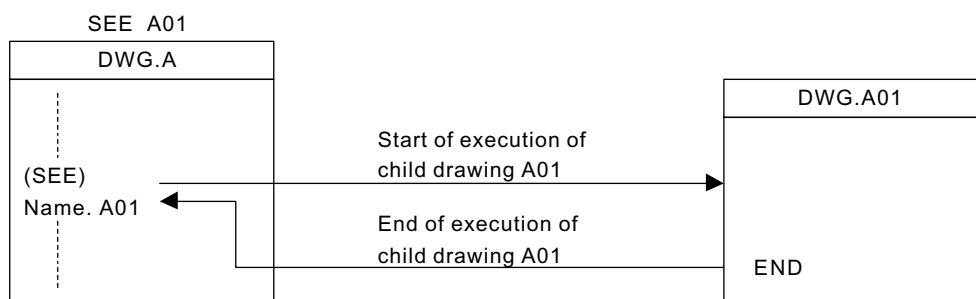 SEE A01
DWG.A
DWG.A01
Start of execution of
child drawing A01
(SEE)
Name. A01
End of execution of
child drawing A01
END